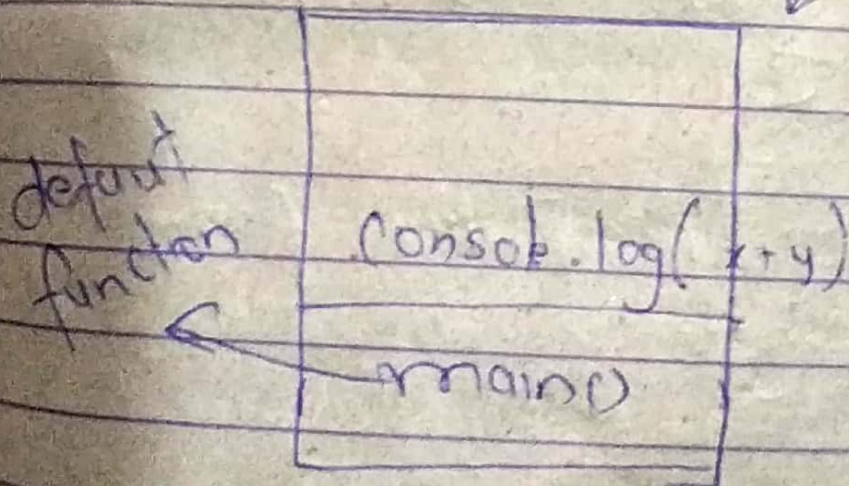 default
function
console.log(x+y)
main()